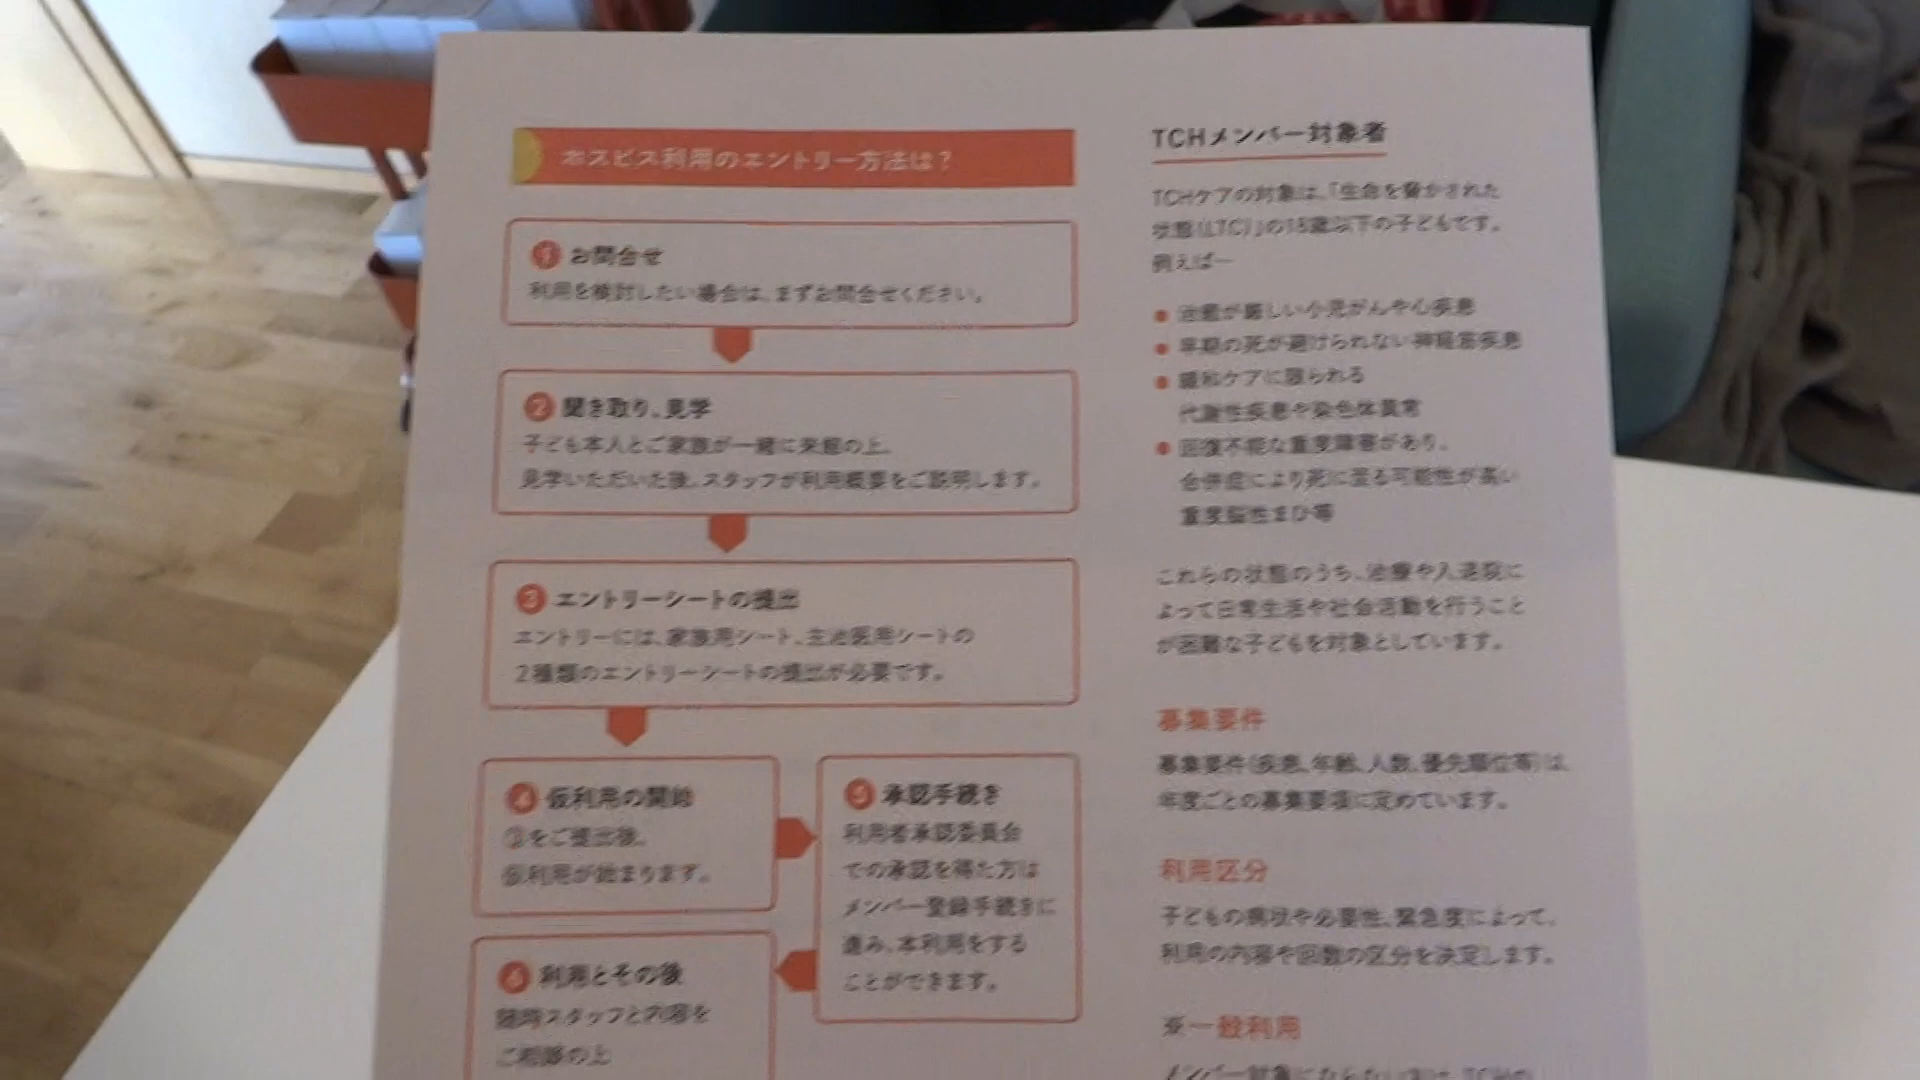 ホスピス利用のエントリー方法は？
1 お問合せ
利用を検討したい場合は、まずお問合せください。
2 聞き取り、見学
子ども本人とご家族が一緒に来館の上、
見学いただいた後、スタッフが利用概要をご説明します。
3 エントリーシートの提出
エントリーには、家族用シート、主治医用シートの
2種類のエントリーシートの提出が必要です。
4 仮利用の開始
③をご提出後、
仮利用が始まります。
5 承認手続き
利用者承認委員会
での承認を得た方は
メンバー登録手続きに
進み、本利用をする
ことができます。
6 利用とその後
随時スタッフと内容を
ご相談の上
TCHメンバー対象者
TCHケアの対象は、「生命を脅かされた
状態(LTC)」の18歳以下の子どもです。
例えば―
● 治癒が厳しい小児がんや心疾患
● 早期の死が避けられない神経筋疾患
● 緩和ケアに限られる
代謝性疾患や染色体異常
● 回復不能な重度障害があり、
合併症により死に至る可能性が高い
重度脳性まひ等
これらの状態のうち、治療や入退院に
よって日常生活や社会活動を行うこと
が困難な子どもを対象としています。
募集要件
募集要件(疾患、年齢、人数、優先順位等)は、
年度ごとの募集要項に定めています。
利用区分
子どもの病状や必要性、緊急度によって、
利用の内容や回数の区分を決定します。
※一般利用
メンバー対象にならない